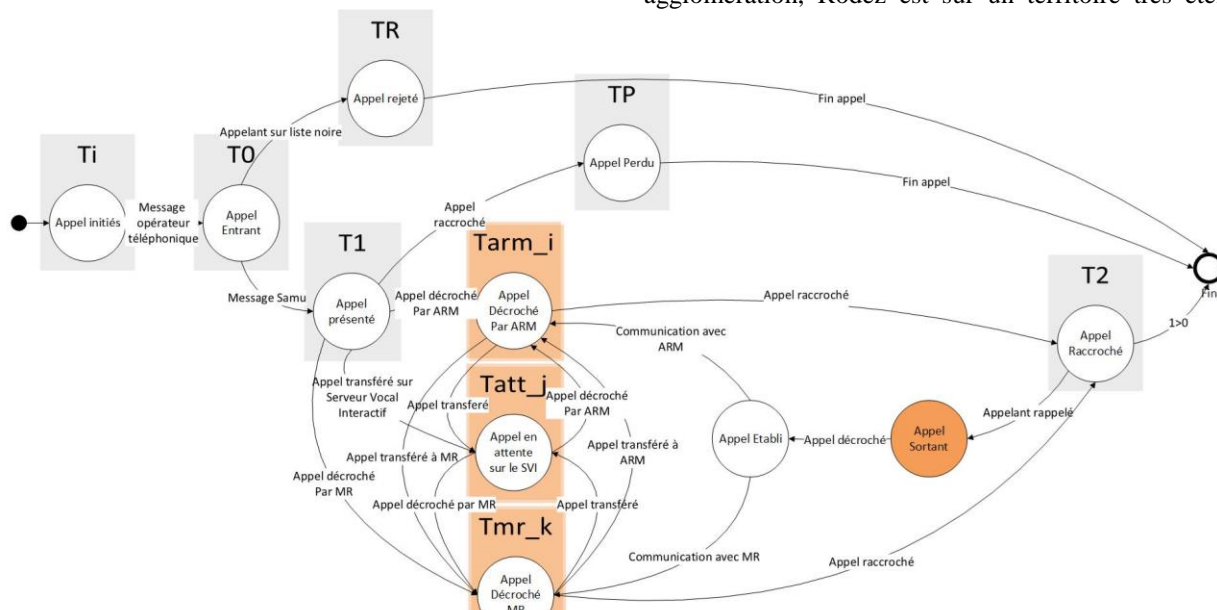 agglomération, Rodez est sur un territoire très
TR
Appel rejeté
Fin appel
TP
Appel Perdu
Fin appel
Appelant sur liste noire
Ti
Appel initiés
Message
opérateur
téléphonique
T0
Appel
Entrant
Message Samu
T1
Appel
présenté
Appel
raccroché
Appel décroché
Par ARM
Tarm_i
Appel
Décroché
Par ARM
Appel raccroché
T2
Appel
Raccroché
1>0
Fin
Communication avec
ARM
Appel transféré sur
Serveur Vocal
Interactif
Appel transferé
Tatt_j
Appel en
attente
sur le SVI
Appel décroché
Par ARM
Appel Etabli
Appel décroché
Appel
Sortant
Appelant rappelé
Appel transféré à MR
Appel transféré à
ARM
Appel décroché
Par MR
Appel décroché par MR
Appel transféré
Tmr_k
Appel
Décroché
MR
Communication avec MR
Appel raccroché